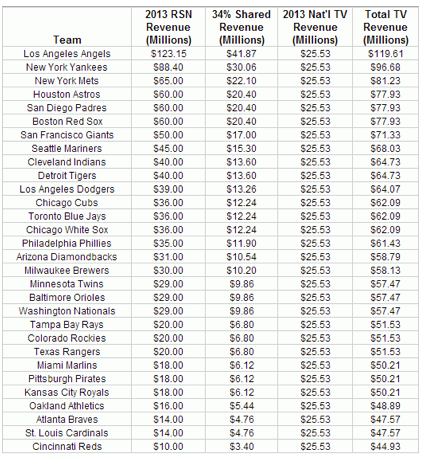 Team 2013 RSN Revenue (Millions) 34% Shared Revenue (Millions) 2013 Nat'l TV Revenue (Millions) Total TV Revenue (Millions)
Los Angeles Angels $123.15 $41.87 $25.53 $119.61
New York Yankees $88.40 $30.06 $25.53 $96.68
New York Mets $65.00 $22.10 $25.53 $81.23
Houston Astros $60.00 $20.40 $25.53 $77.93
San Diego Padres $60.00 $20.40 $25.53 $77.93
Boston Red Sox $60.00 $20.40 $25.53 $77.93
San Francisco Giants $50.00 $17.00 $25.53 $71.33
Seattle Mariners $45.00 $15.30 $25.53 $68.03
Cleveland Indians $40.00 $13.60 $25.53 $64.73
Detroit Tigers $40.00 $13.60 $25.53 $64.73
Los Angeles Dodgers $39.00 $13.26 $25.53 $64.07
Chicago Cubs $36.00 $12.24 $25.53 $62.09
Toronto Blue Jays $36.00 $12.24 $25.53 $62.09
Chicago White Sox $36.00 $12.24 $25.53 $62.09
Philadelphia Phillies $35.00 $11.90 $25.53 $61.43
Arizona Diamondbacks $31.00 $10.54 $25.53 $58.79
Milwaukee Brewers $30.00 $10.20 $25.53 $58.13
Minnesota Twins $29.00 $9.86 $25.53 $57.47
Baltimore Orioles $29.00 $9.86 $25.53 $57.47
Washington Nationals $29.00 $9.86 $25.53 $57.47
Tampa Bay Rays $20.00 $6.80 $25.53 $51.53
Colorado Rockies $20.00 $6.80 $25.53 $51.53
Texas Rangers $20.00 $6.80 $25.53 $51.53
Miami Marlins $18.00 $6.12 $25.53 $50.21
Pittsburgh Pirates $18.00 $6.12 $25.53 $50.21
Kansas City Royals $18.00 $6.12 $25.53 $50.21
Oakland Athletics $16.00 $5.44 $25.53 $48.89
Atlanta Braves $14.00 $4.76 $25.53 $47.57
St. Louis Cardinals $14.00 $4.76 $25.53 $47.57
Cincinnati Reds $10.00 $3.40 $25.53 $44.93